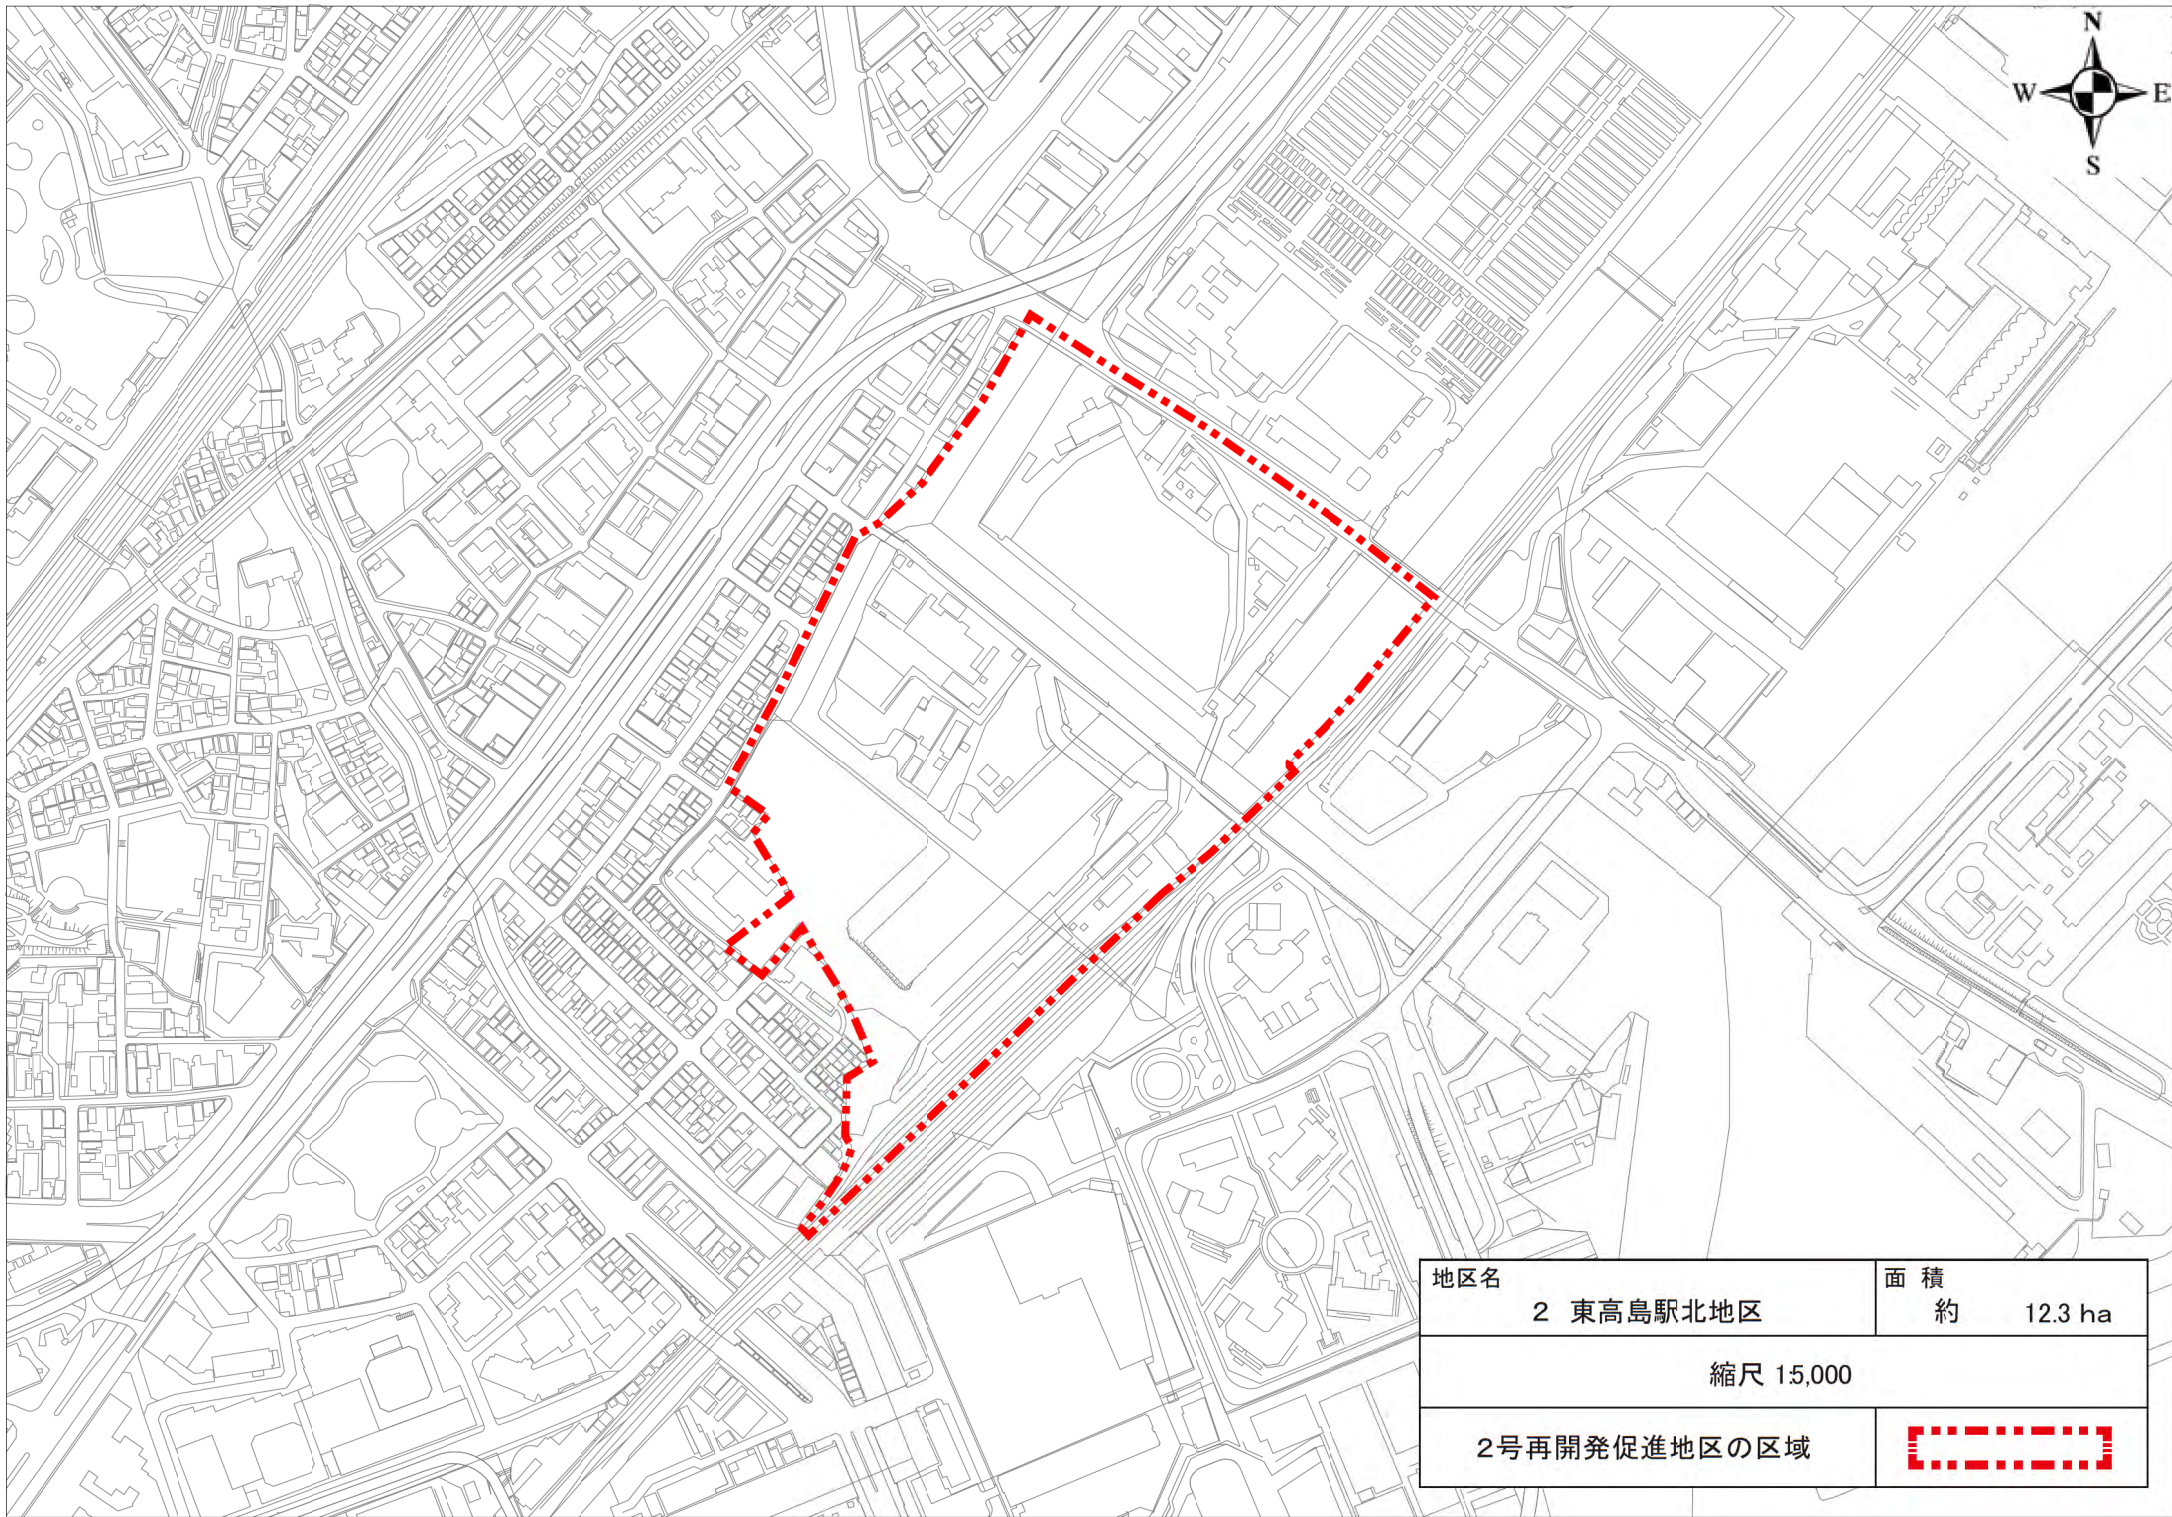 N
W E
S
地区名
2 東高島駅北地区
面 積
約 12.3 ha
縮尺 1:5,000
2号再開発促進地区の区域